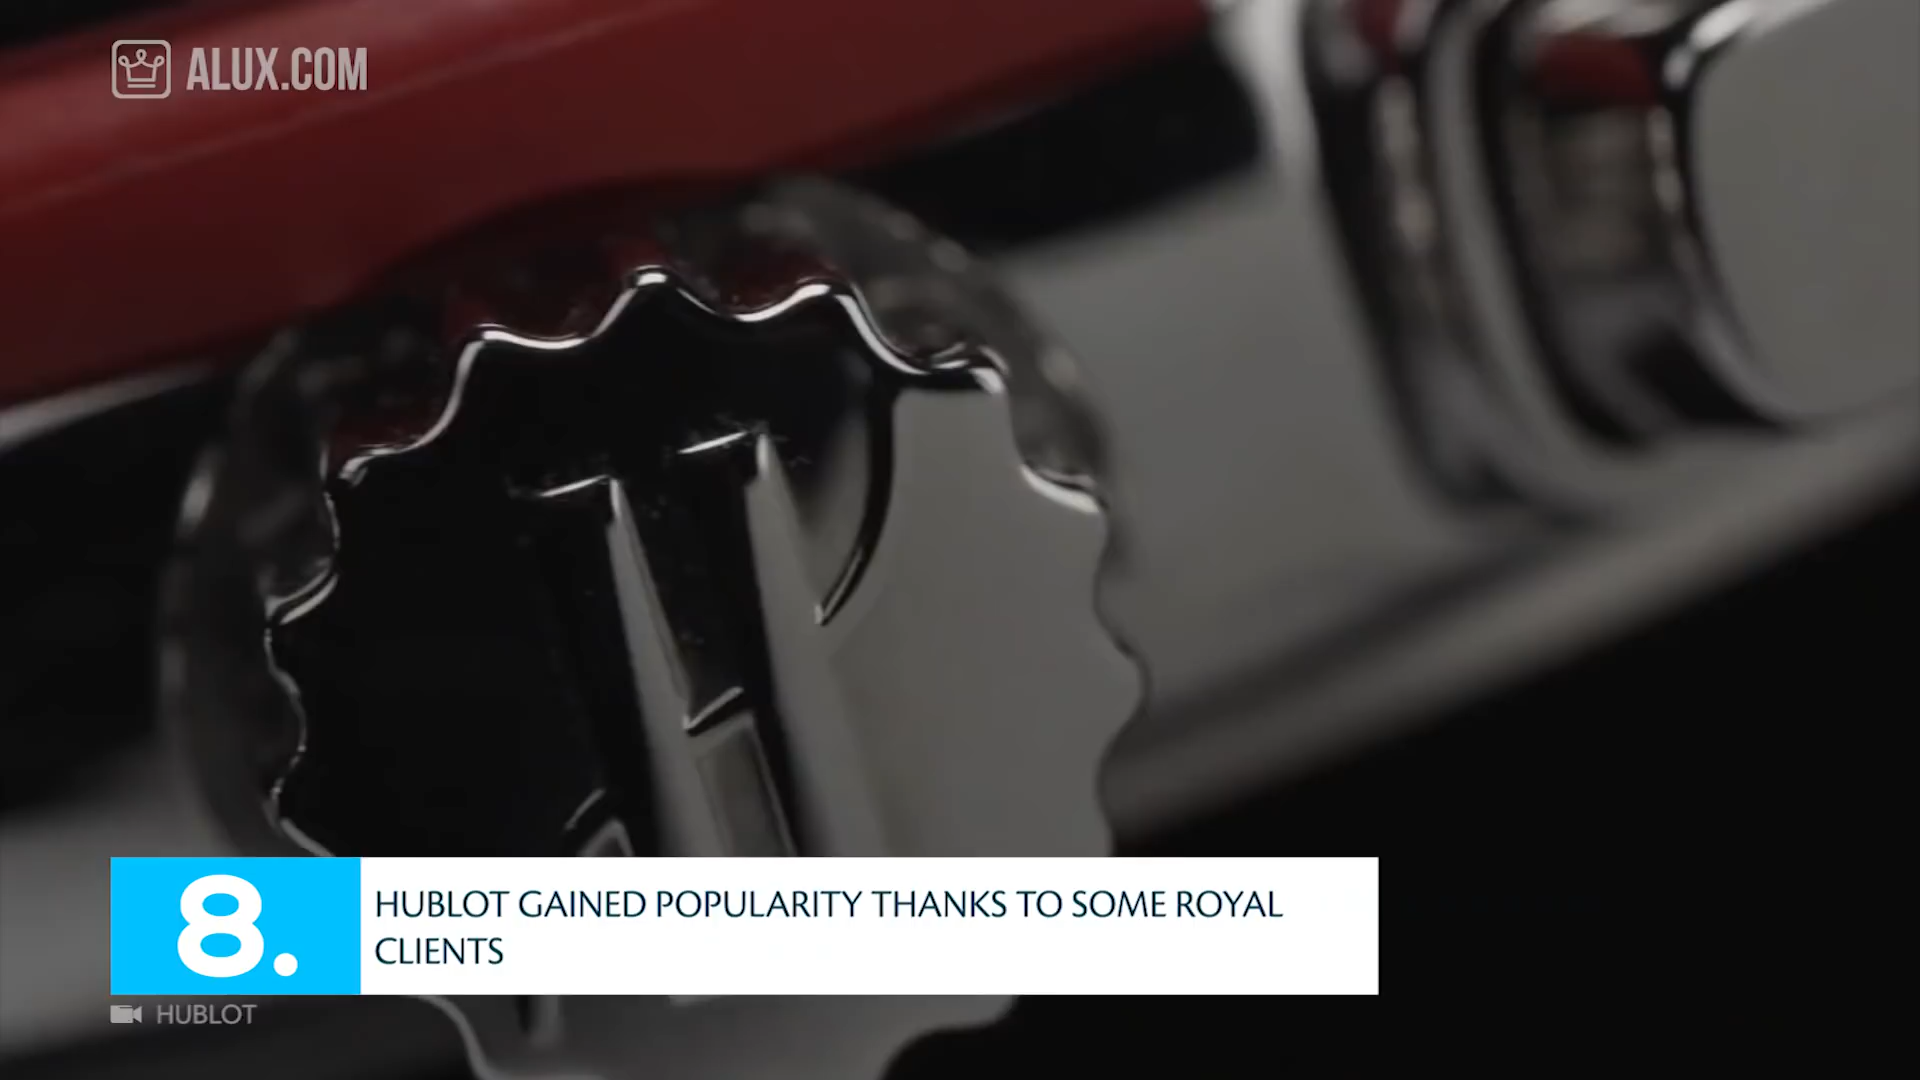 ALUX.COM
8.
HUBLOT GAINED POPULARITY THANKS TO SOME ROYAL
CLIENTS
HUBLOT